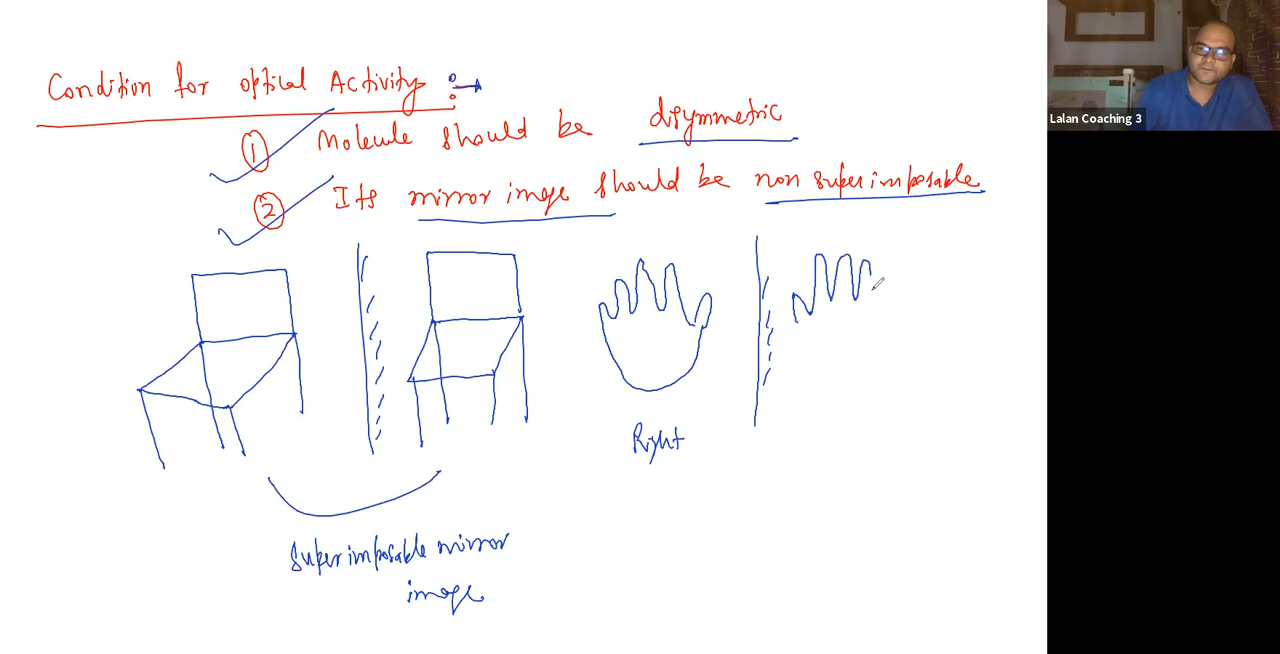 Condition for optical Activity :→
① Molecule should be disymmetric
② Its mirror image should be non superimposable
Right
superimposable mirror
image
Lalan Coaching 3